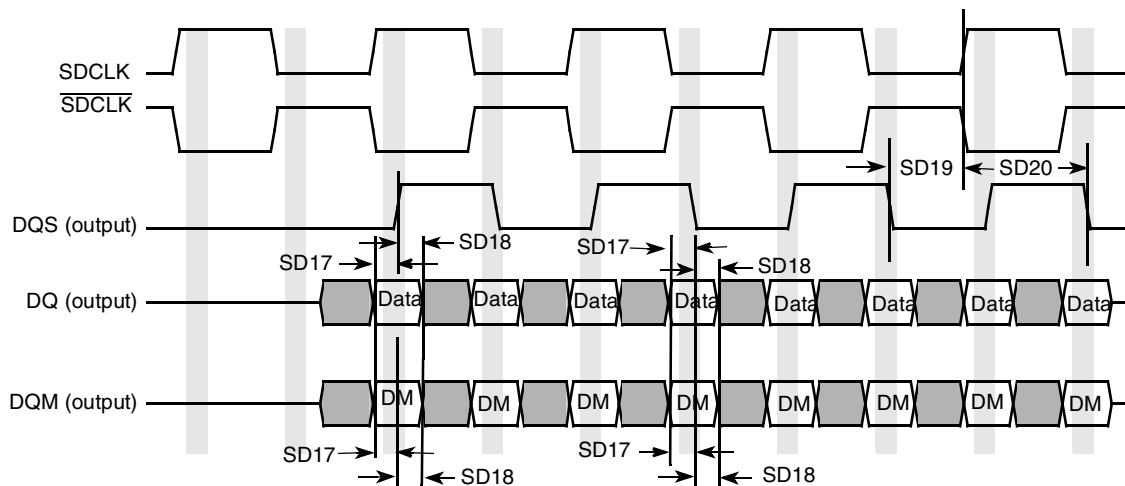 SDCLK
SDCLK
SD19 SD20
DQS (output)
SD18 SD17
SD17 SD18
DQ (output) Data Data Data Data Data Data Data Data
DQM (output) DM DM DM DM DM DM DM DM
SD17 SD17
SD18 SD18